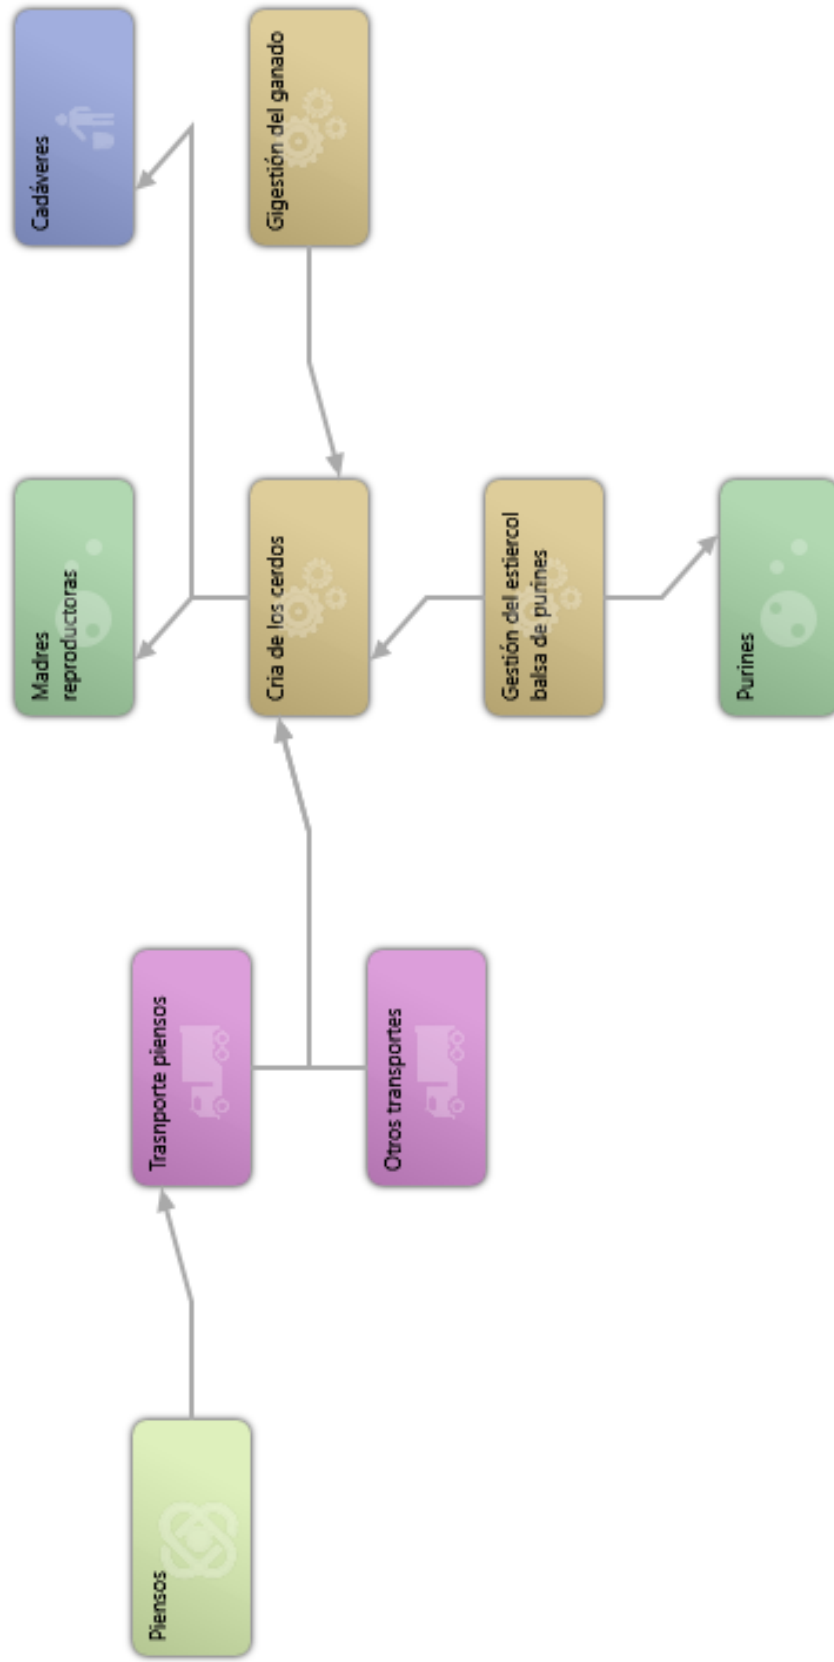 Piensos
Trasnporte piensos
Otros transportes
Madres
reproductoras
Cria de los cerdos
Gestión del estiercol
balsa de purines
Purines
Cadáveres
Gigestión del ganado